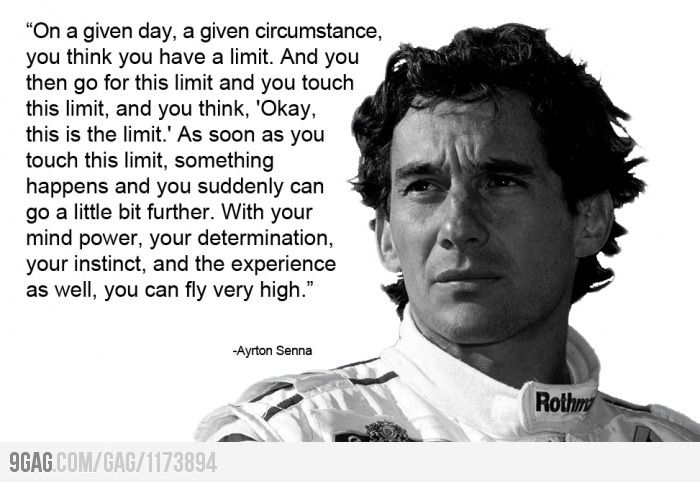 “On a given day, a given circumstance,
you think you have a limit. And you
then go for this limit and you touch
this limit, and you think, 'Okay,
this is the limit.' As soon as you
touch this limit, something
happens and you suddenly can
go a little bit further. With your
mind power, your determination,
your instinct, and the experience
as well, you can fly very high.”
-Ayrton Senna
Rothm
9GAG.COM/GAG/1173894